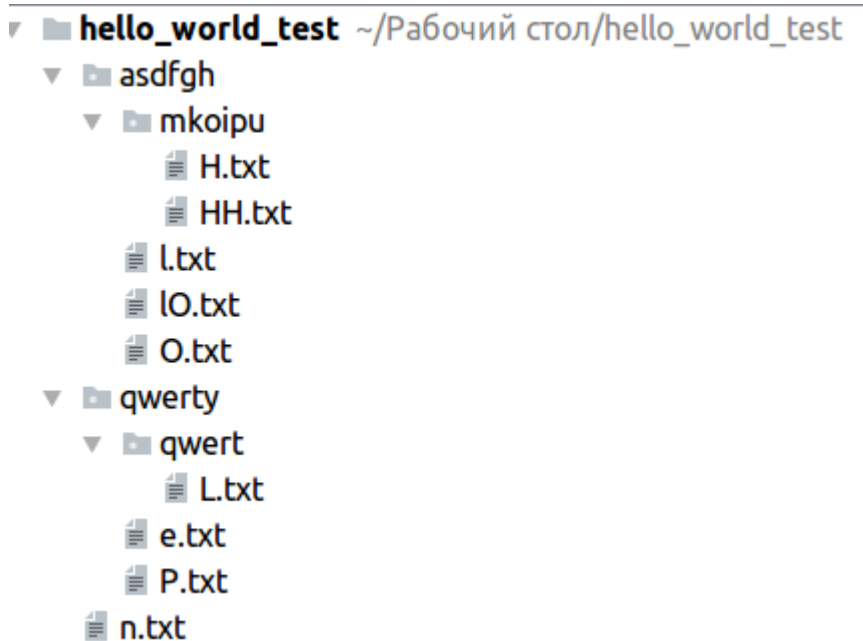 hello_world_test ~/Рабочий стол/hello_world_test
asdfgh
mkoipu
H.txt
HH.txt
l.txt
lO.txt
O.txt
qwerty
qwert
L.txt
e.txt
P.txt
n.txt